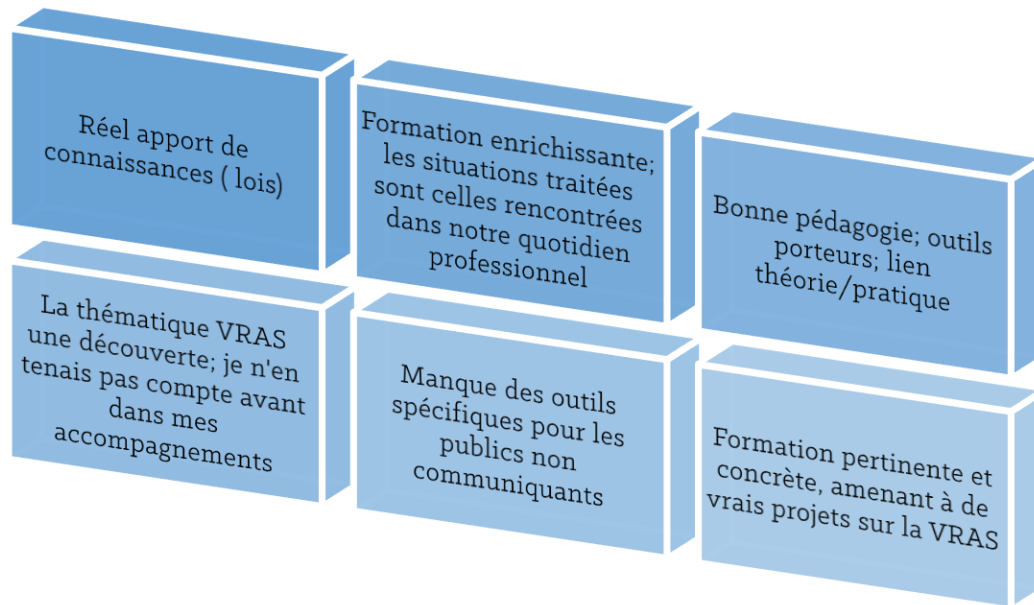 Réel apport de
connaissances ( lois)
Formation enrichissante;
les situations traitées
sont celles rencontrées
dans notre quotidien
professionnel
Bonne pédagogie; outils
porteurs; lien
théorie/pratique
La thématique VRAS
une découverte; je n'en
tenais pas compte avant
dans mes
accompagnements
Manque des outils
spécifiques pour les
publics non
communiquants
Formation pertinente et
concrète, amenant à de
vrais projets sur la VRAS